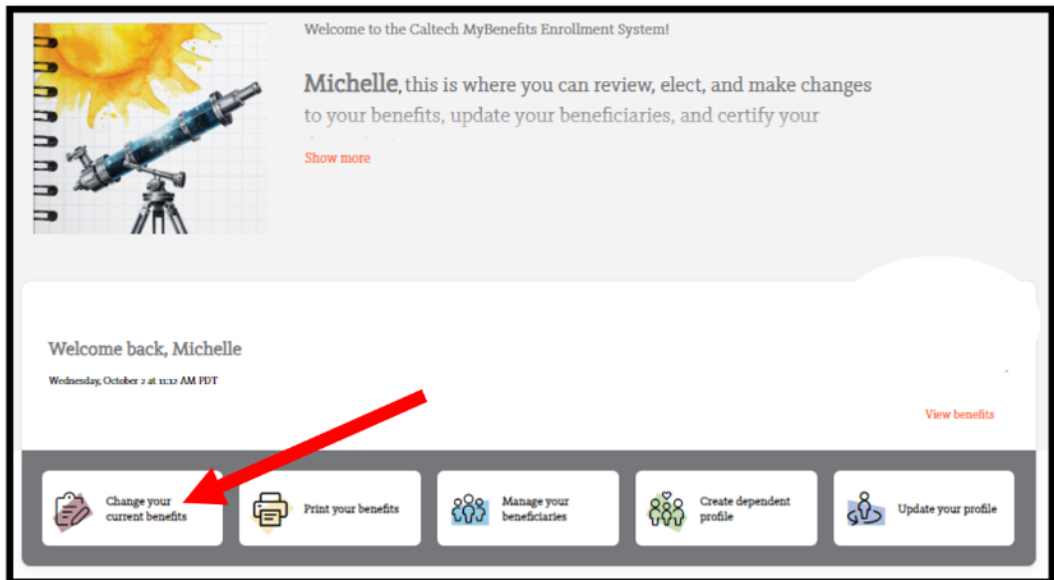 Welcome to the Caltech MyBenefits Enrollment System!
Michelle, this is where you can review, elect, and make changes
to your benefits, update your beneficiaries, and certify your
Show more
Welcome back, Michelle
Wednesday, October 2 at 11:12 AM PDT
View benefits
Change your
current benefits
Print your benefits
Manage your
beneficiaries
Create dependent
profile
Update your profile